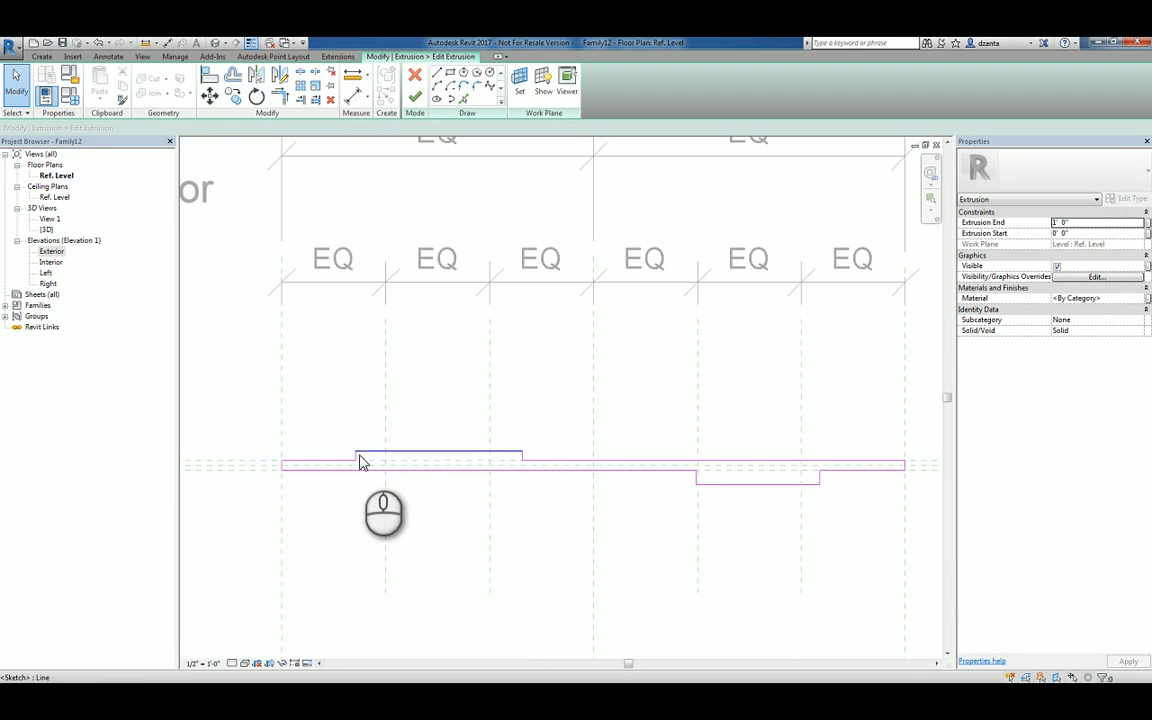 Autodesk Revit 2017 - Not For Resale Version - Family12 - Floor Plan: Ref. Level
Type a keyword or phrase
dzanta
Create Insert Annotate View Manage Add-Ins Autodesk Point Layout Extensions Modify | Extrusion > Edit Extrusion
Modify
Paste
Cut
Join
Set Show Viewer
Select Properties Clipboard Geometry Modify Measure Create Mode Draw Work Plane
Modify | Extrusion > Edit Extrusion
Project Browser - Family12
Views (all)
Floor Plans
Ref. Level
Ceiling Plans
Ref. Level
3D Views
View 1
{3D}
Elevations (Elevation 1)
Exterior
Interior
Left
Right
Sheets (all)
Families
Groups
Revit Links
EQ EQ
or
EQ EQ EQ EQ EQ EQ
1/2" = 1'-0"
Properties
Extrusion
Edit Type
Constraints
Extrusion End 1' 0"
Extrusion Start 0' 0"
Work Plane Level : Ref. Level
Graphics
Visible
Visibility/Graphics Overrides Edit...
Materials and Finishes
Material <By Category>
Identity Data
Subcategory None
Solid/Void Solid
Properties help
Apply
<Sketch> : Line
:0